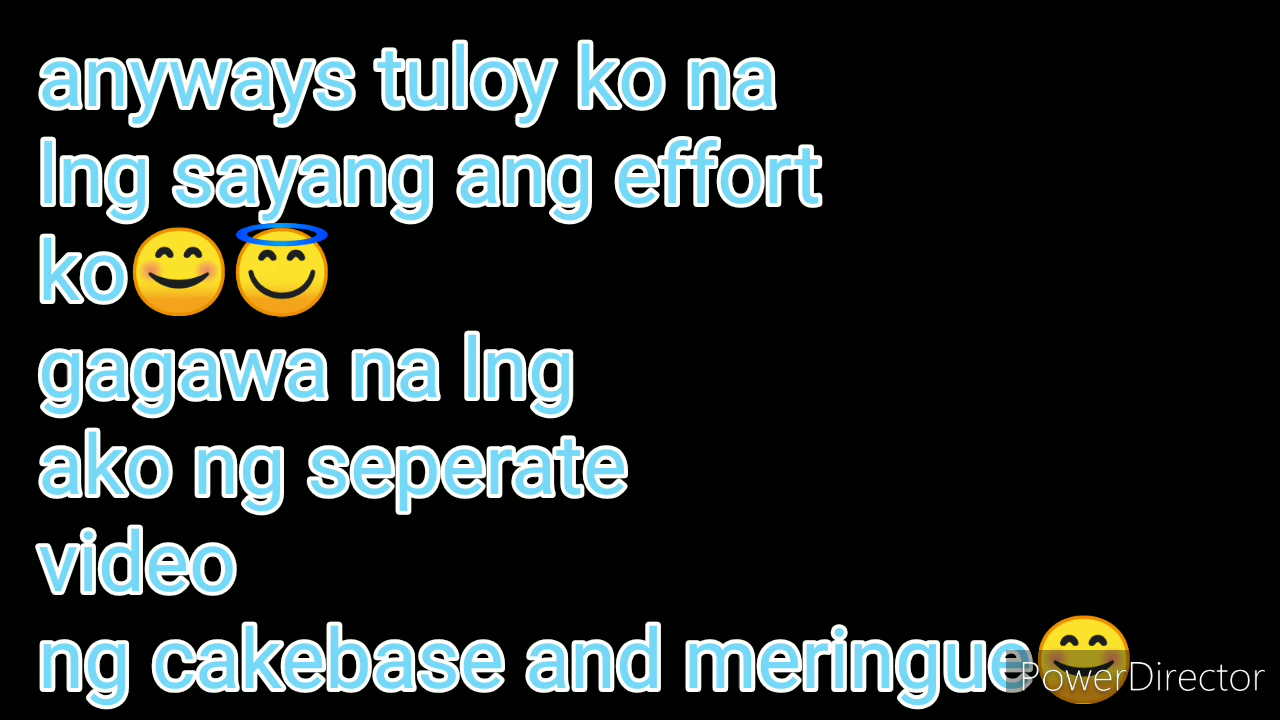 anyways tuloy ko na
lng sayang ang effort
ko😊😇
gagawa na lng
ako ng seperate
video
ng cakebase and meringue😄
PowerDirector